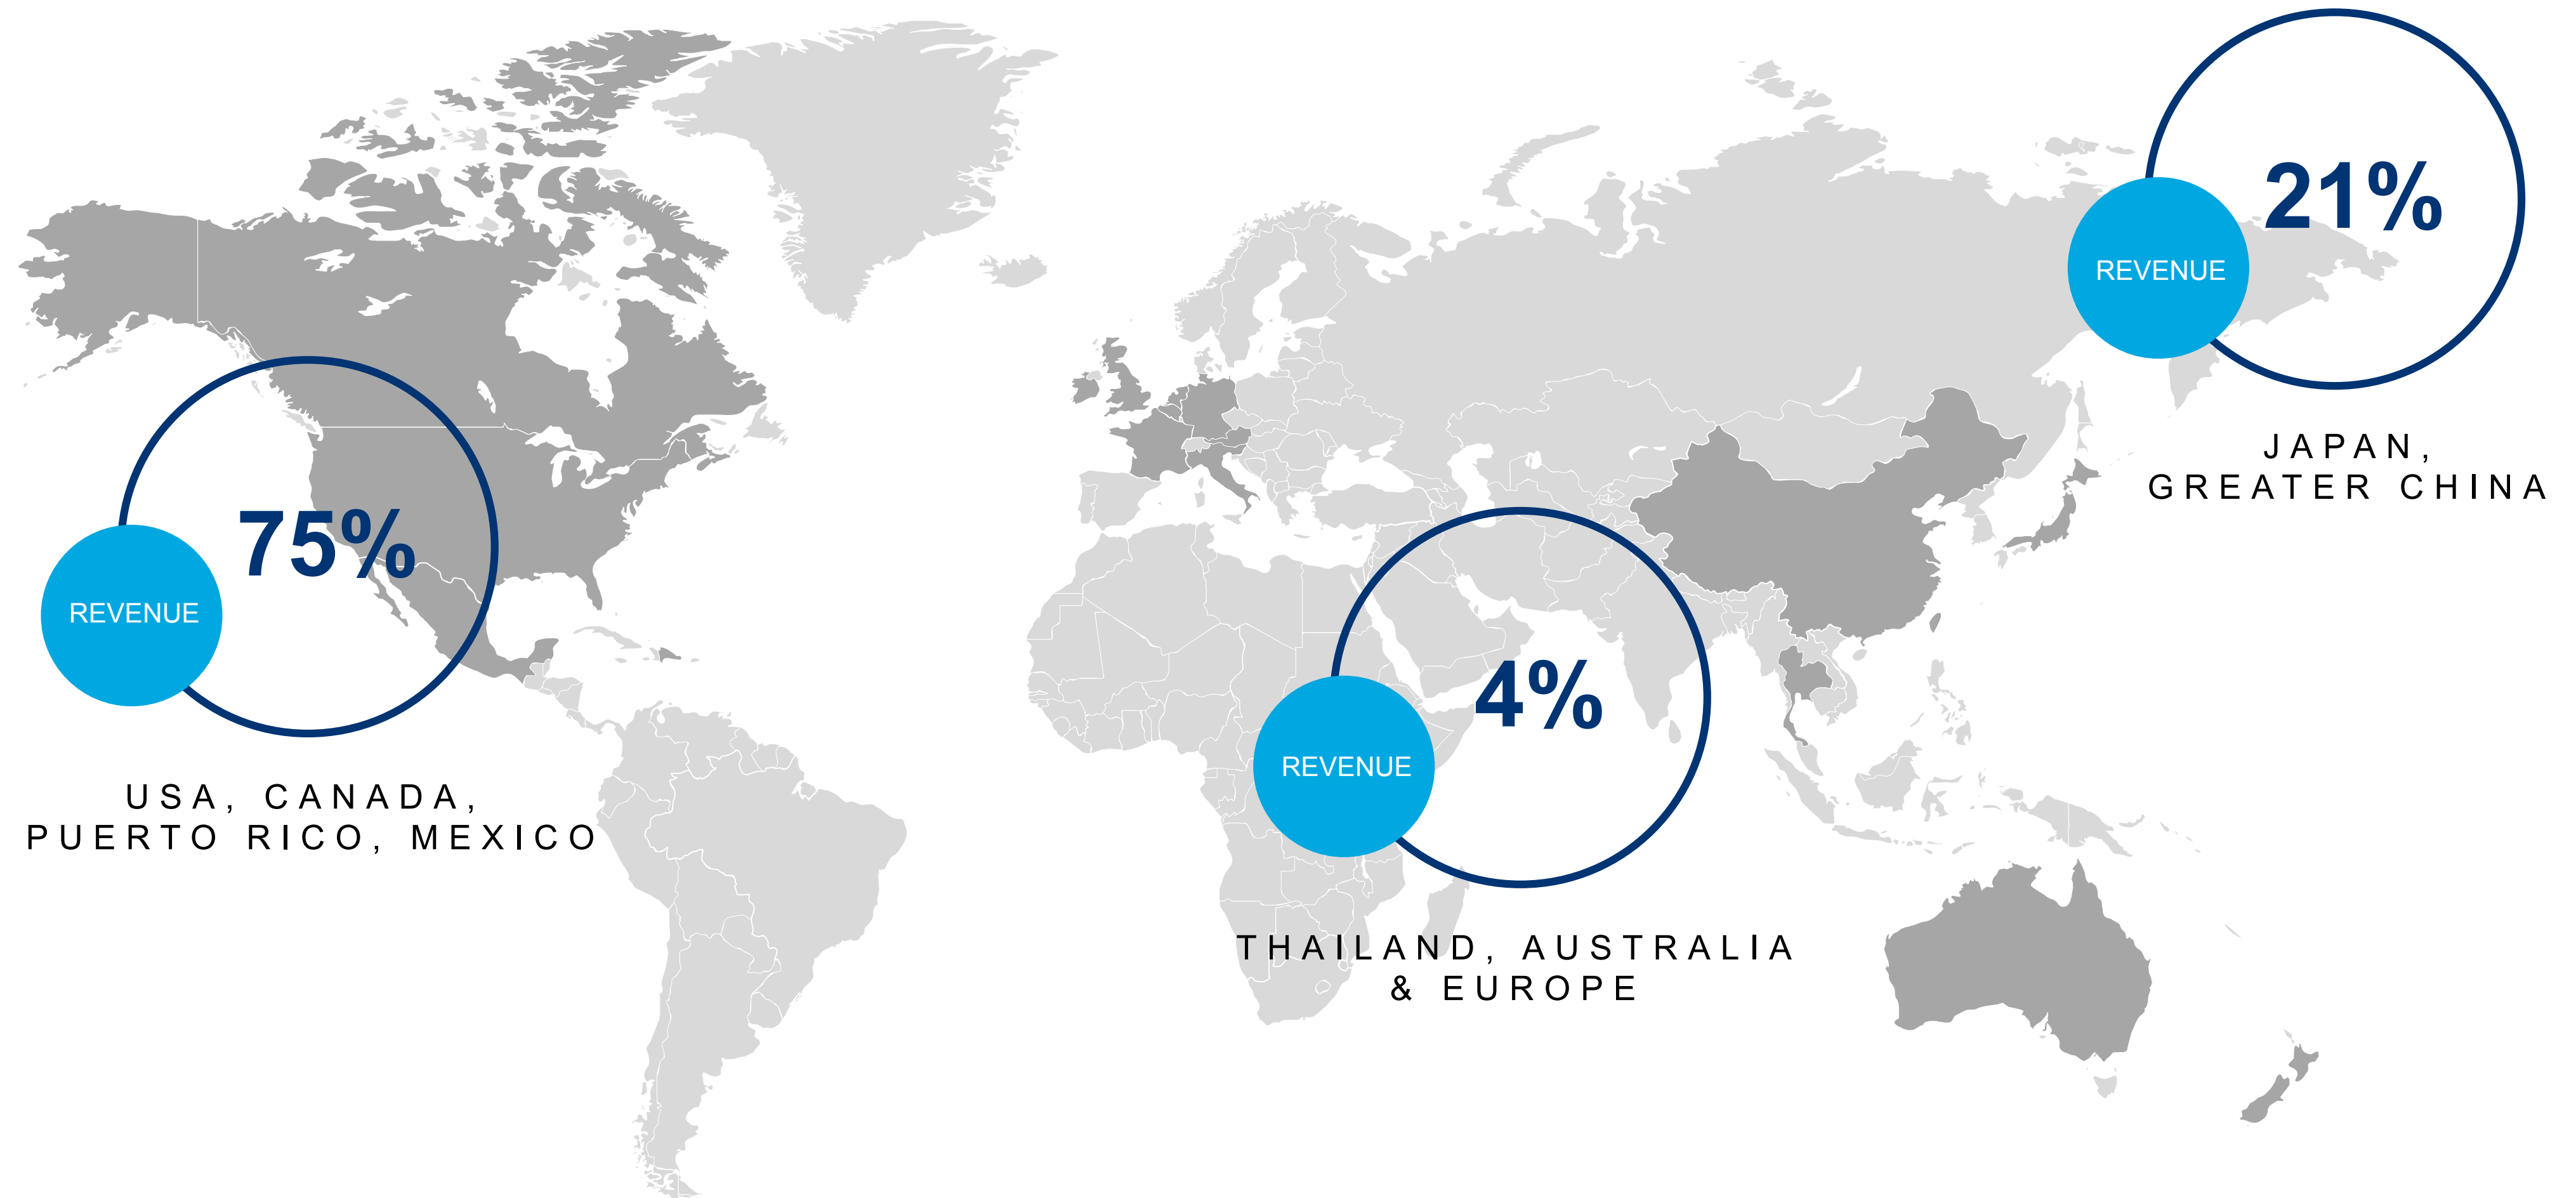 21%
REVENUE
JAPAN,
GREATER CHINA
75%
REVENUE
USA, CANADA,
PUERTO RICO, MEXICO
4%
REVENUE
THAILAND, AUSTRALIA
& EUROPE